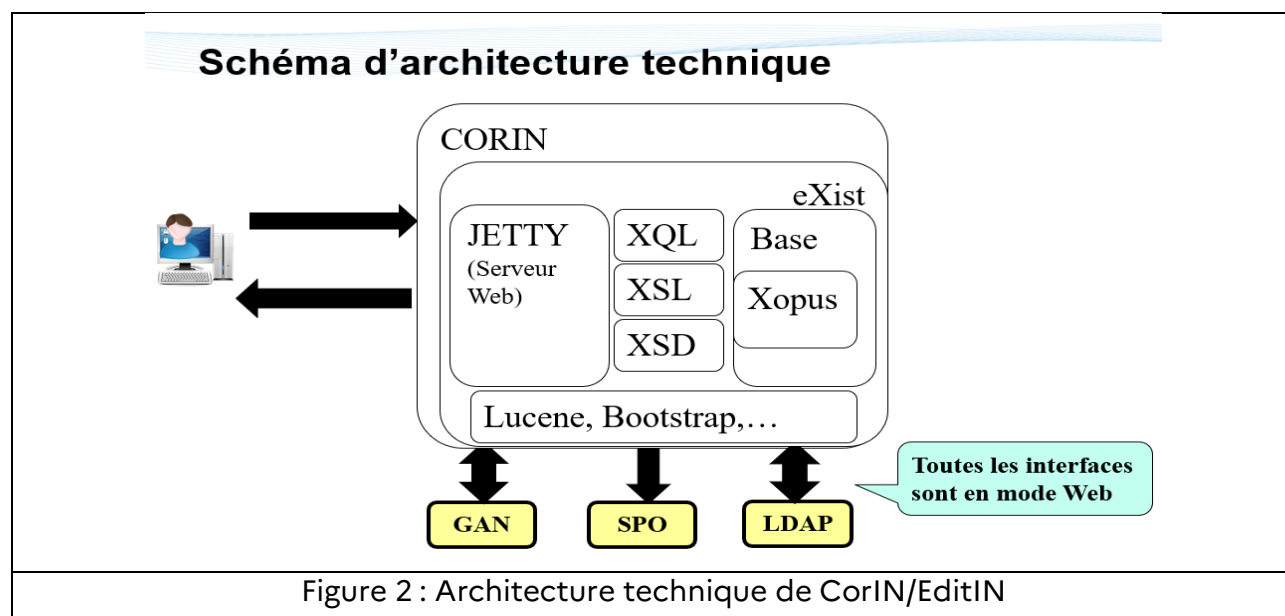 Schéma d’architecture technique
CORIN
eXist
JETTY
(Serveur
Web)
XQL
XSL
XSD
Base
Xopus
Lucene, Bootstrap,…
GAN
SPO
LDAP
Toutes les interfaces
sont en mode Web
Figure 2 : Architecture technique de CorIN/EditIN